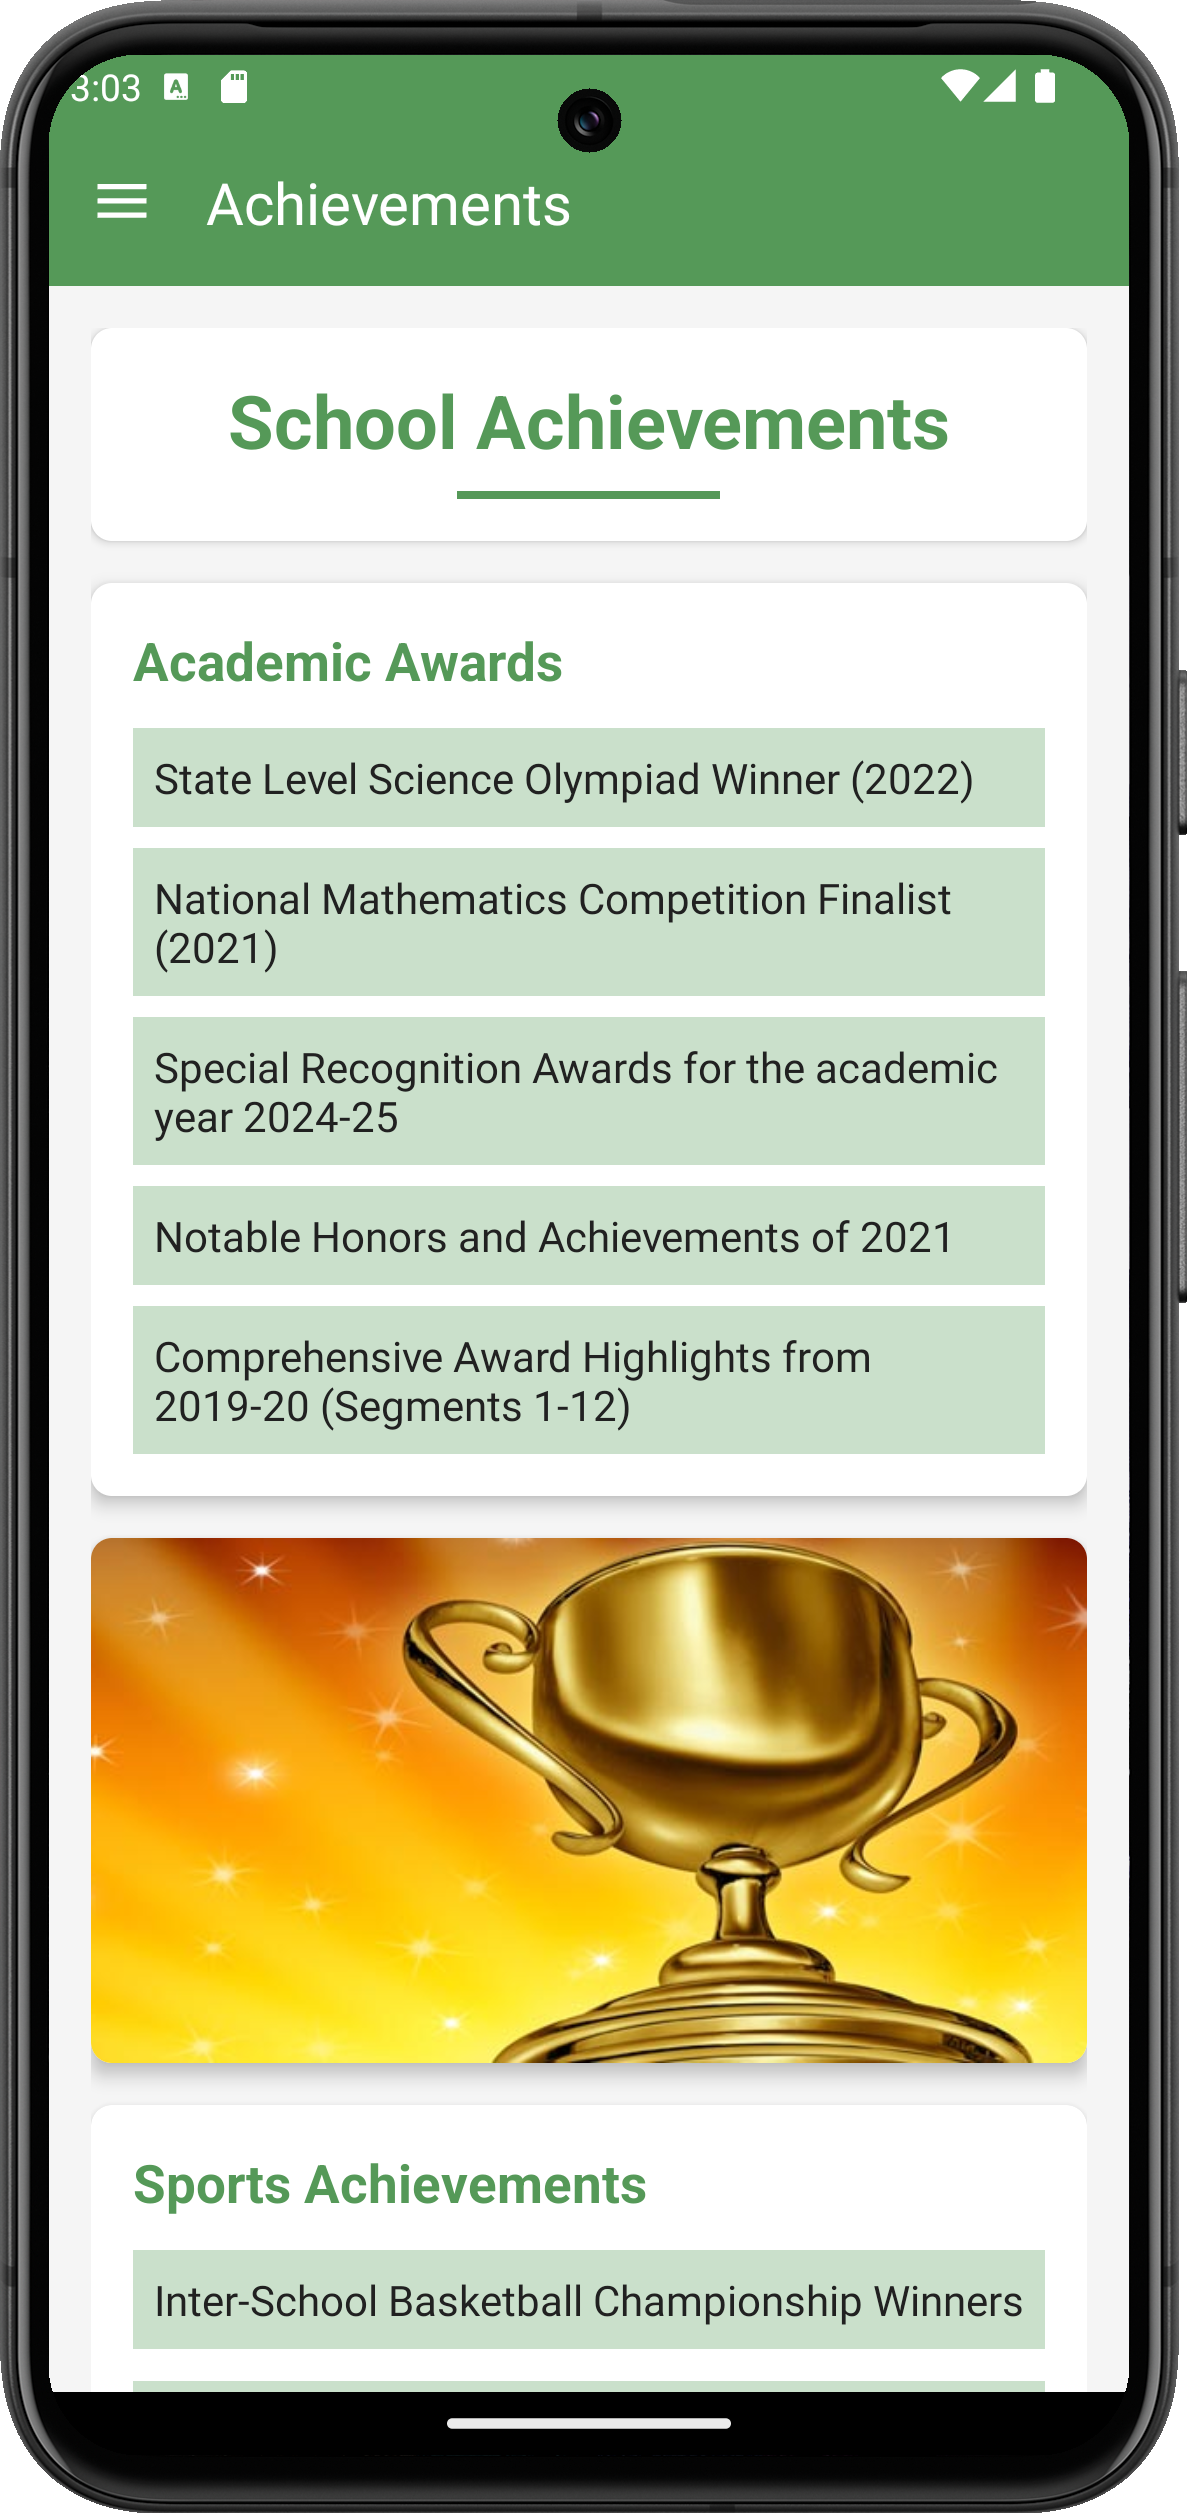 3:03
Achievements
School Achievements
Academic Awards
State Level Science Olympiad Winner (2022)
National Mathematics Competition Finalist
(2021)
Special Recognition Awards for the academic
year 2024-25
Notable Honors and Achievements of 2021
Comprehensive Award Highlights from
2019-20 (Segments 1-12)
Sports Achievements
Inter-School Basketball Championship Winners